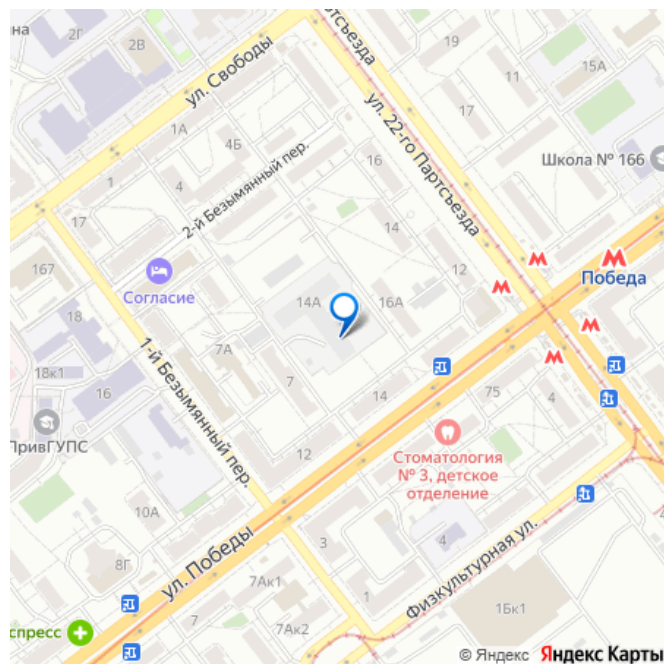 на
2Г
2В
ул. Свободы
ртсъезда
19
11
15А
17
ул. 22-го Партсъезда
1А
4Б
2-й Безымянный пер.
16
Школа № 166
1
4
17
14
12
Победа
167
Согласие
18
14А
16А
1-й Безымянный пер.
7А
18к1
16
7
14
75
4
ПривГУПС
12
Стоматология
№ 3, детское
отделение
10А
ул. Победы
3
4
Физкультурная ул.
8Г
7Ак1
1
1Бк1
спресс
7Ак2
© Яндекс Яндекс Карты